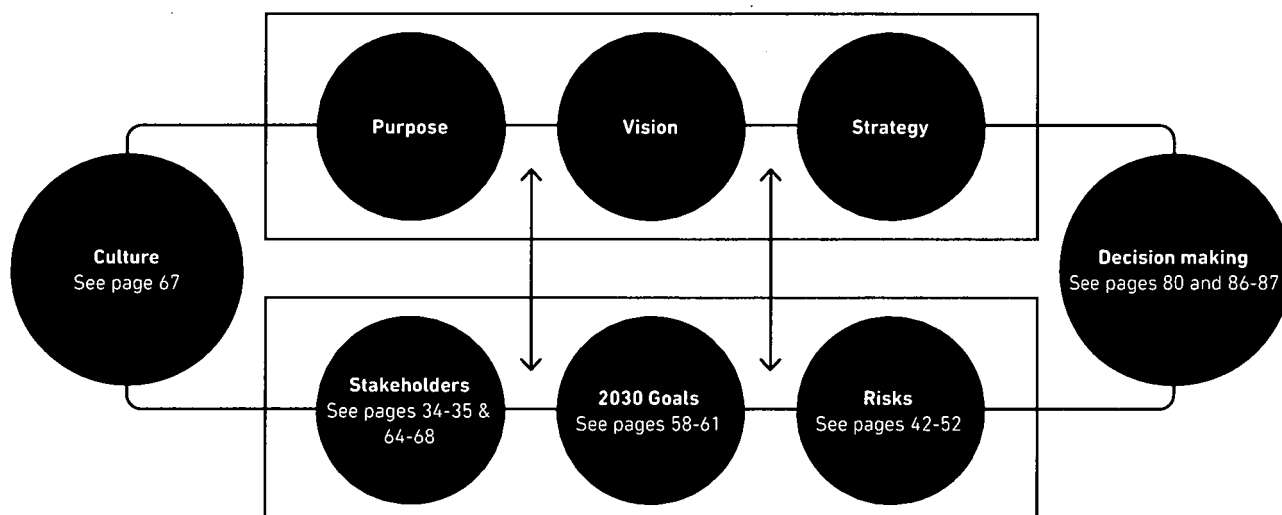 Purpose
Vision
Strategy
Culture
See page 67
Decision making
See pages 80 and 86-87
Stakeholders
See pages 34-35 &
64-68
2030 Goals
See pages 58-61
Risks
See pages 42-52